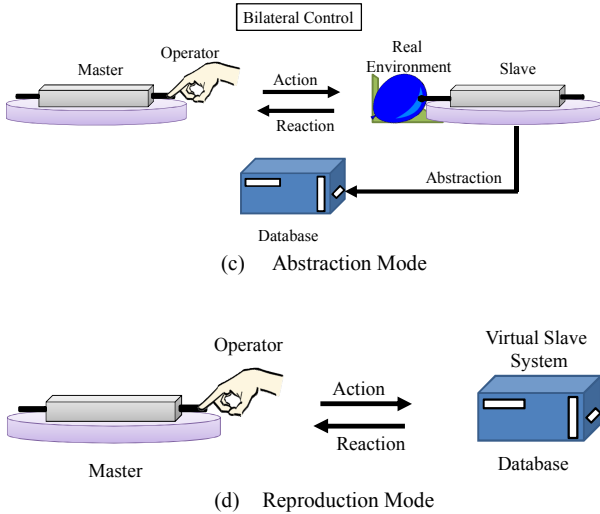 Bilateral Control
Operator
Master
Action
Reaction
Real
Environment
Slave
Abstraction
Database
(c) Abstraction Mode
Operator
Master
Action
Reaction
Virtual Slave
System
Database
(d) Reproduction Mode